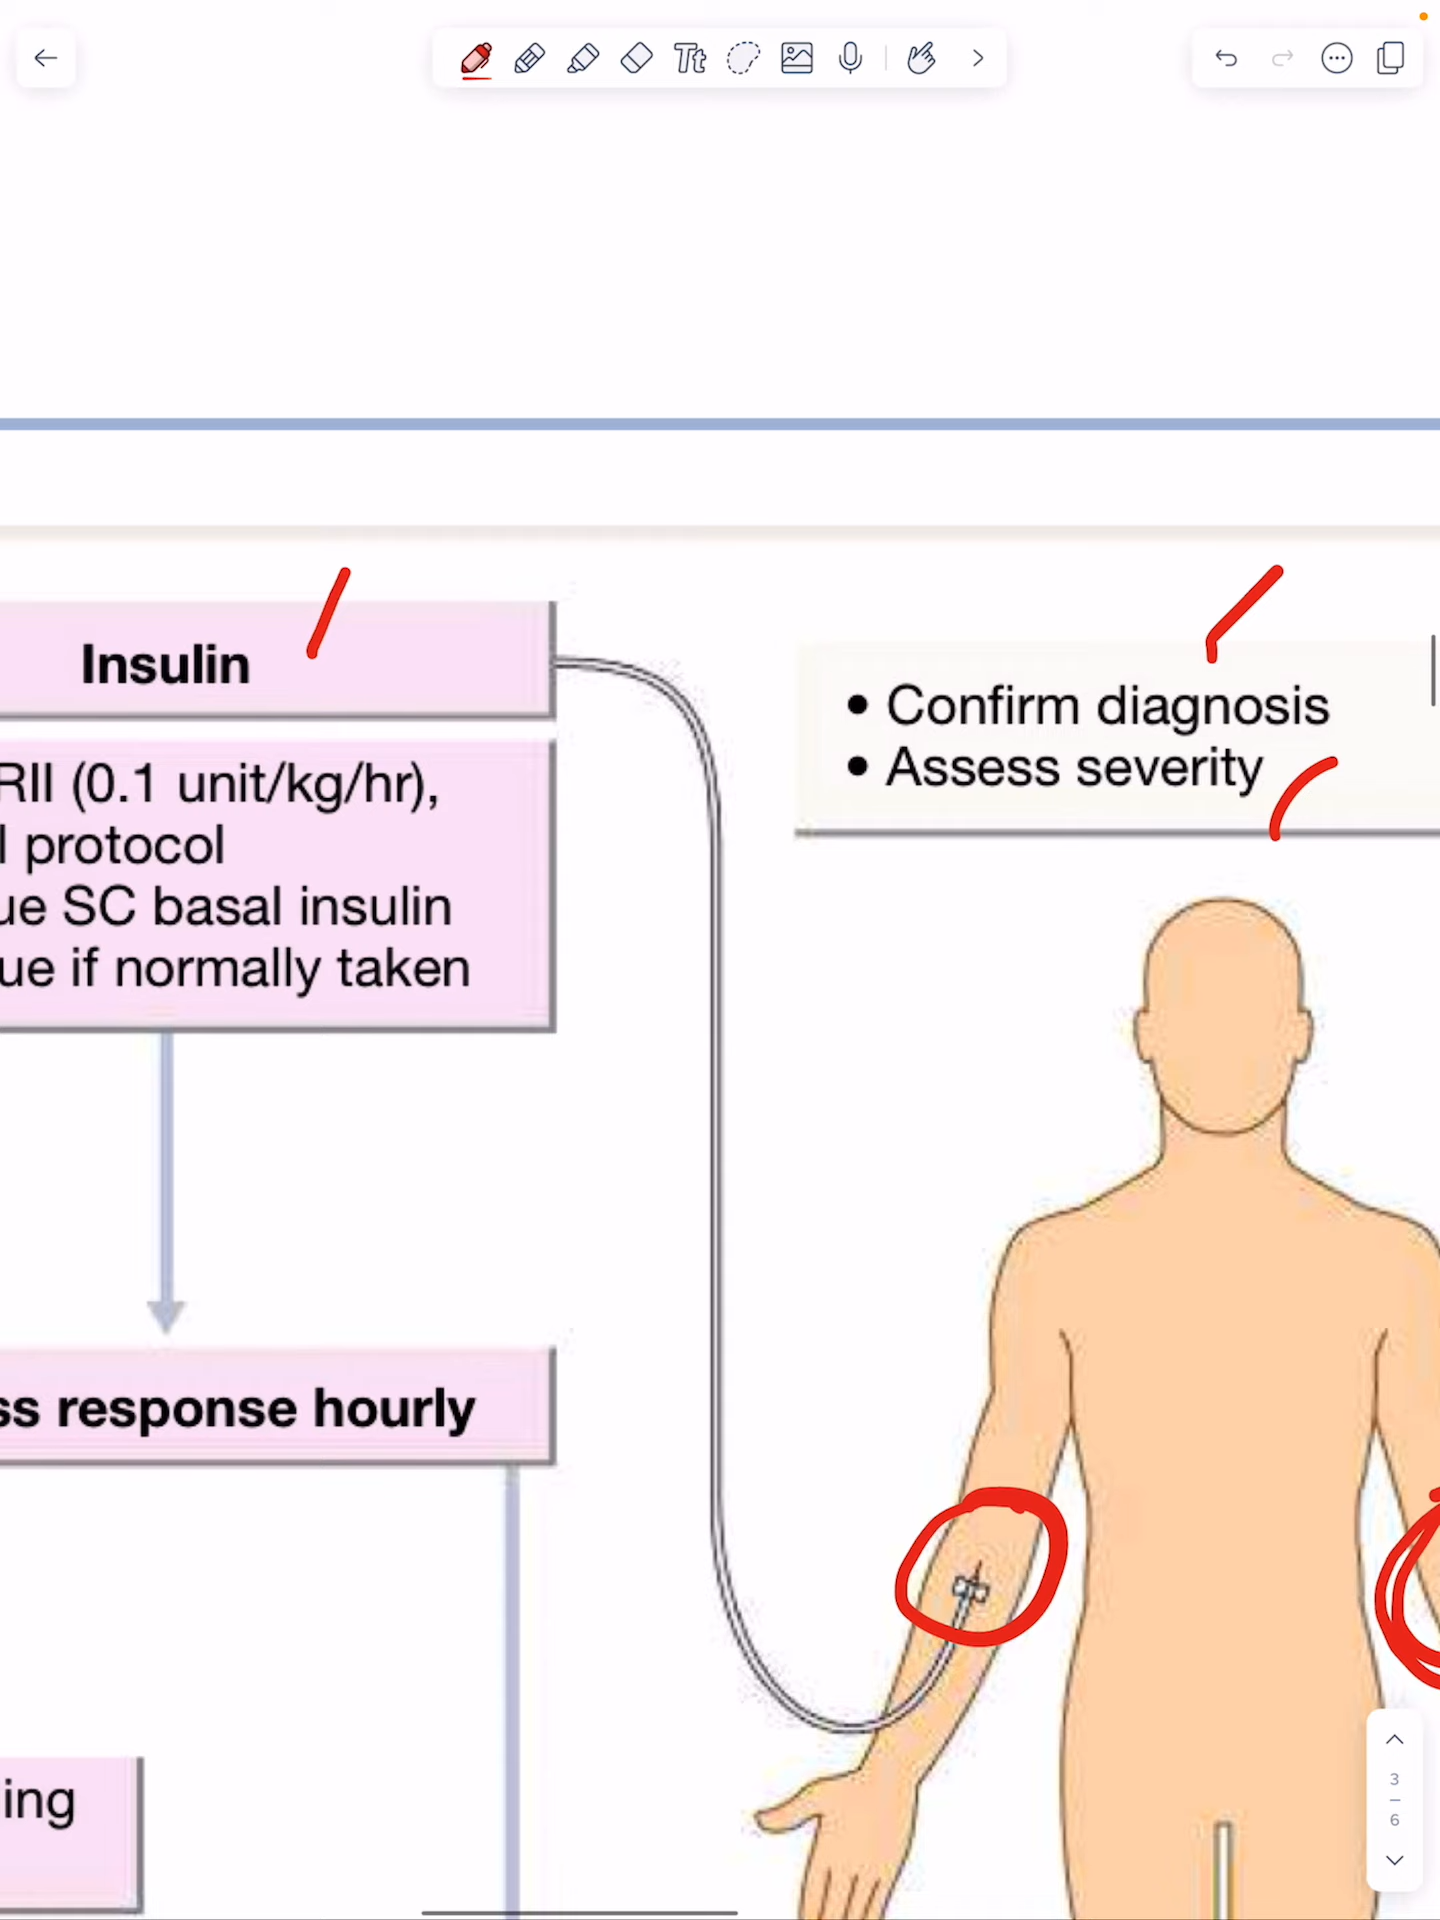 Tt
Insulin
RII (0.1 unit/kg/hr),
l protocol
ue SC basal insulin
ue if normally taken
• Confirm diagnosis
• Assess severity
ss response hourly
ing
3
6